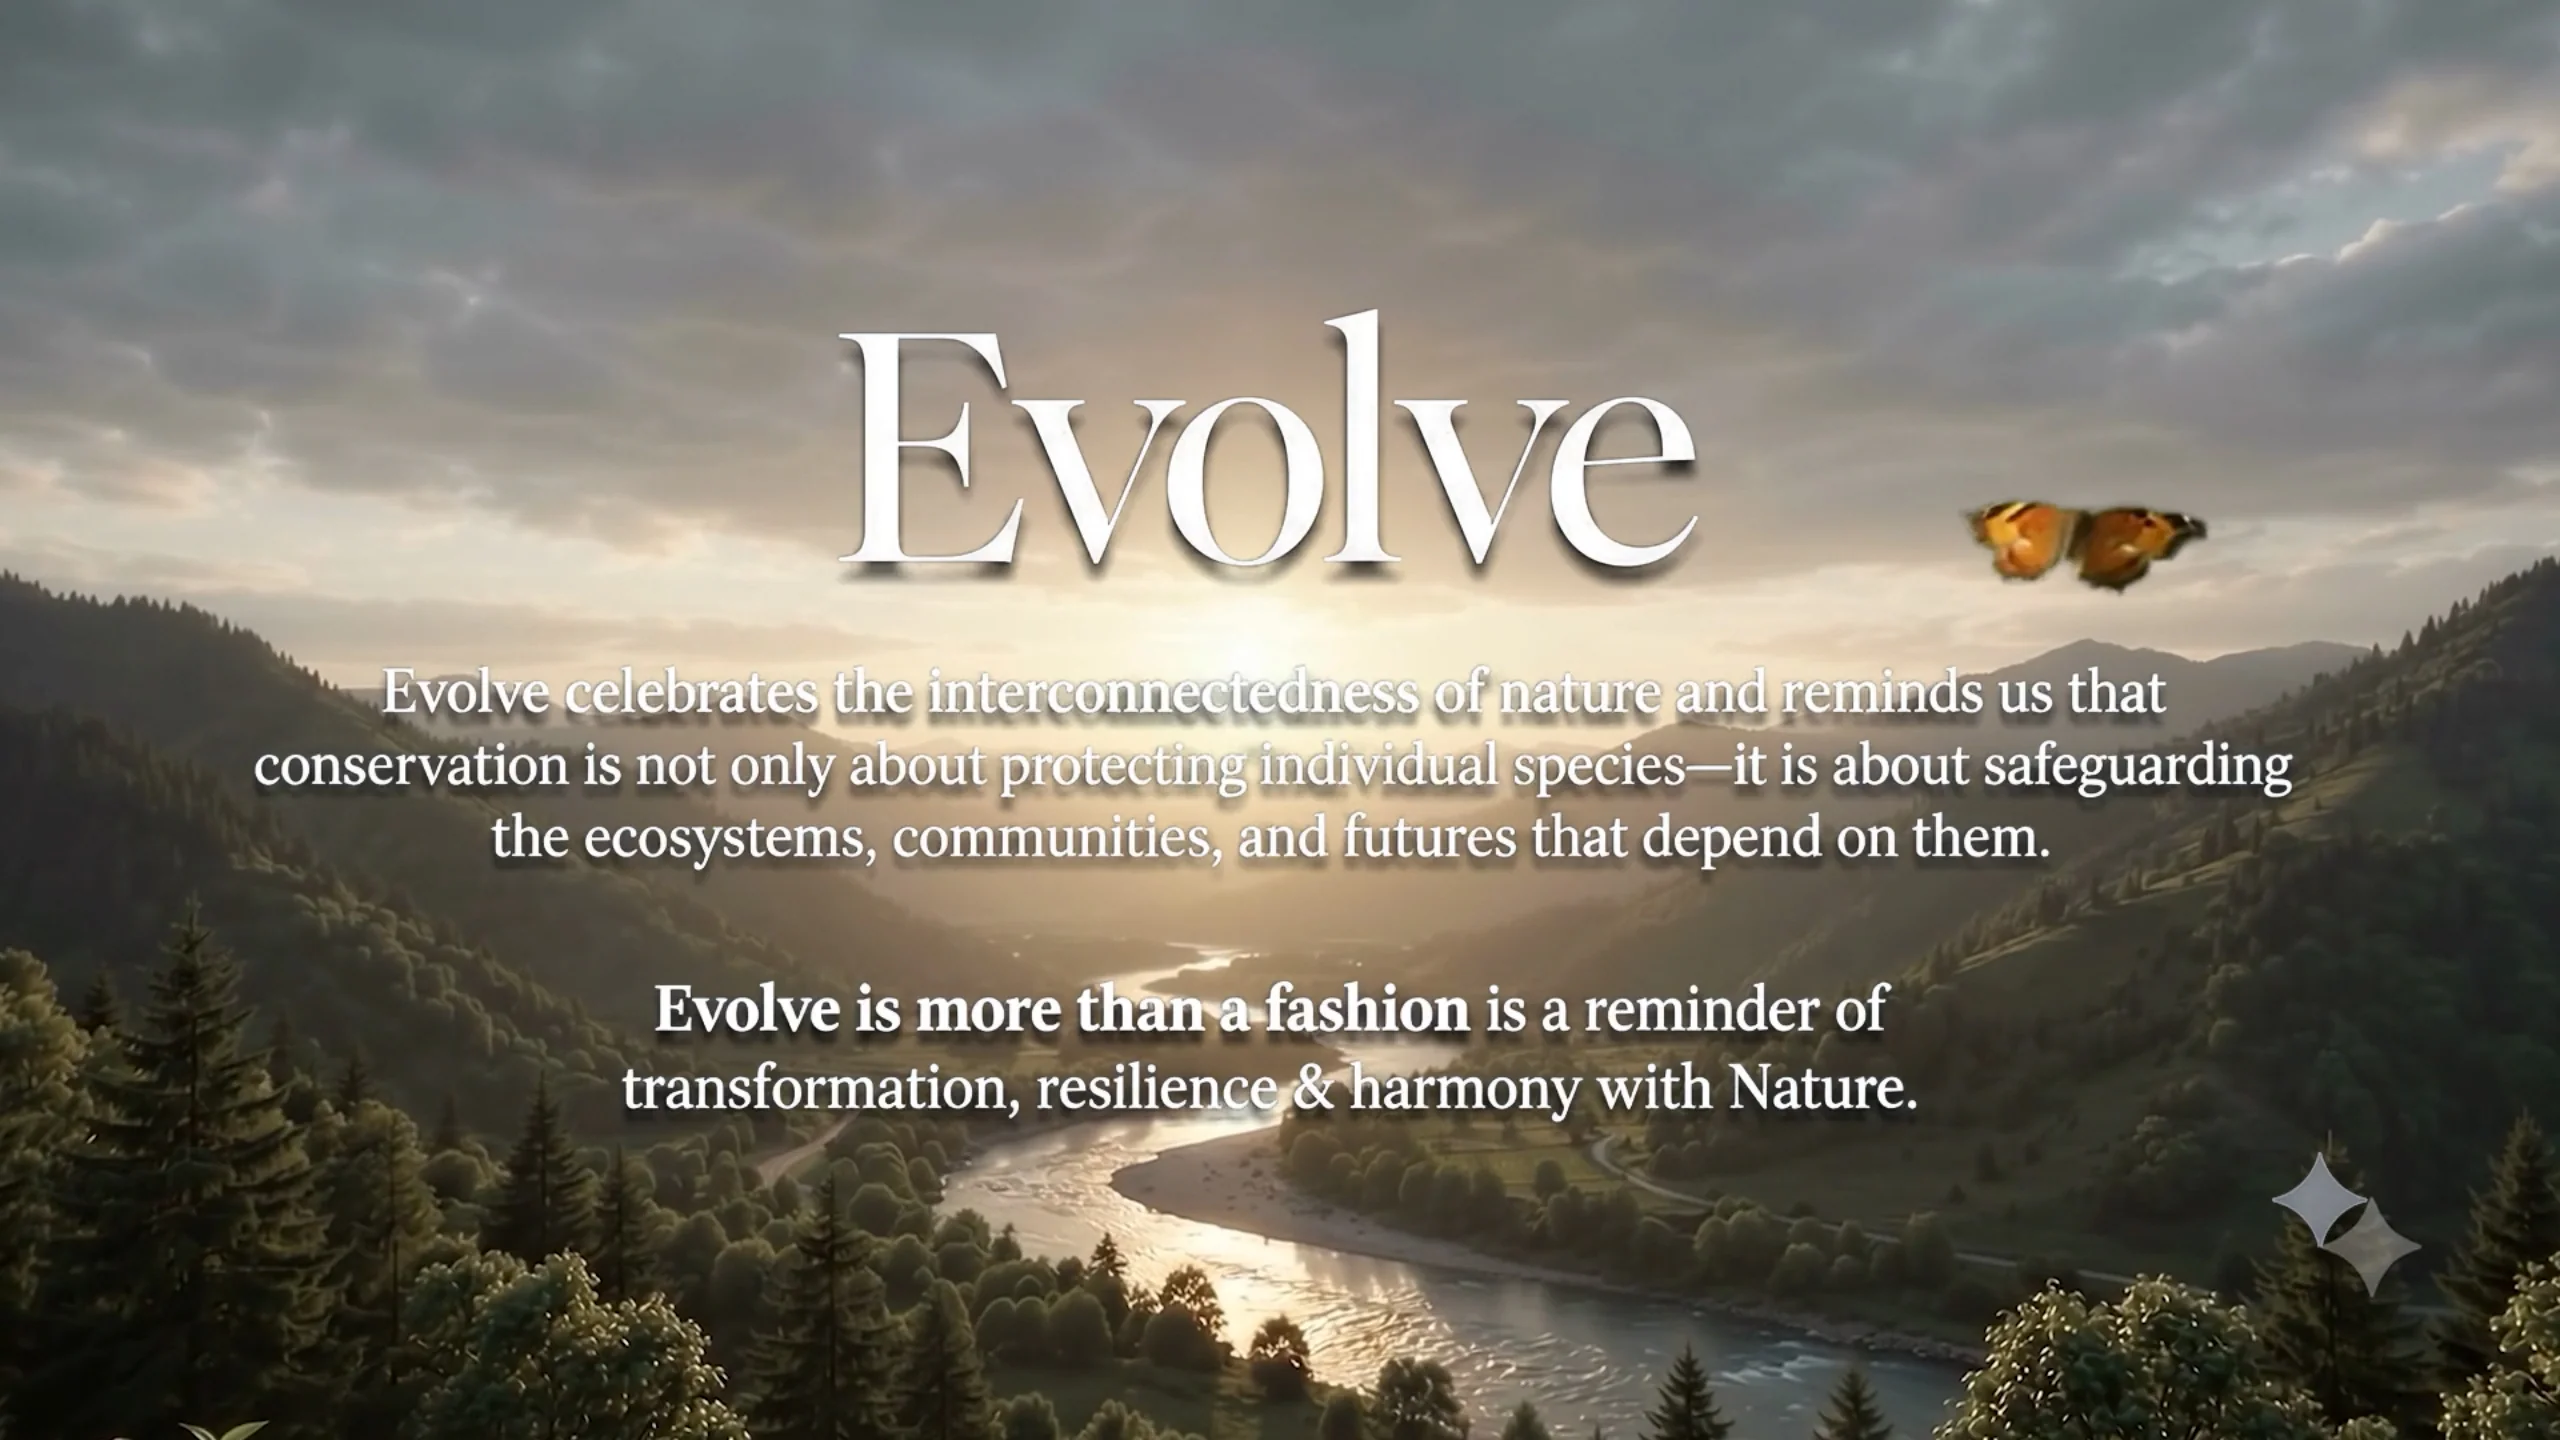 Evolve
Evolve celebrates the interconnectedness of nature and reminds us that
conservation is not only about protecting individual species—it is about safeguarding
the ecosystems, communities, and futures that depend on them.
Evolve is more than a fashion is a reminder of
transformation, resilience & harmony with Nature.